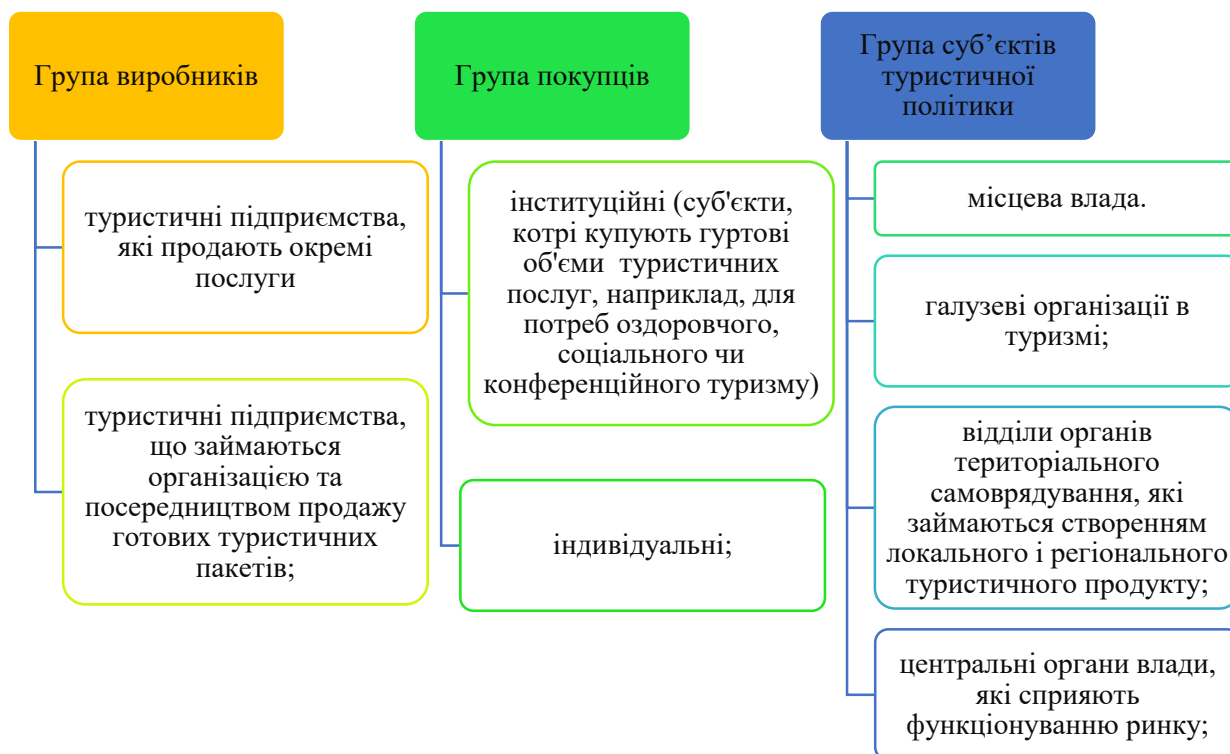 Група виробників
туристичні підприємства,
які продають окремі
послуги
туристичні підприємства,
що займаються
організацією та
посередництвом продажу
готових туристичних
пакетів;
Група покупців
інституційні (суб'єкти,
котрі купують гуртові
об'єми туристичних
послуг, наприклад, для
потреб оздоровчого,
соціального чи
конференційного туризму)
індивідуальні;
Група суб’єктів
туристичної
політики
місцева влада.
галузеві організації в
туризмі;
відділи органів
територіального
самоврядування, які
займаються створенням
локального і регіонального
туристичного продукту;
центральні органи влади,
які сприяють
функціонуванню ринку;